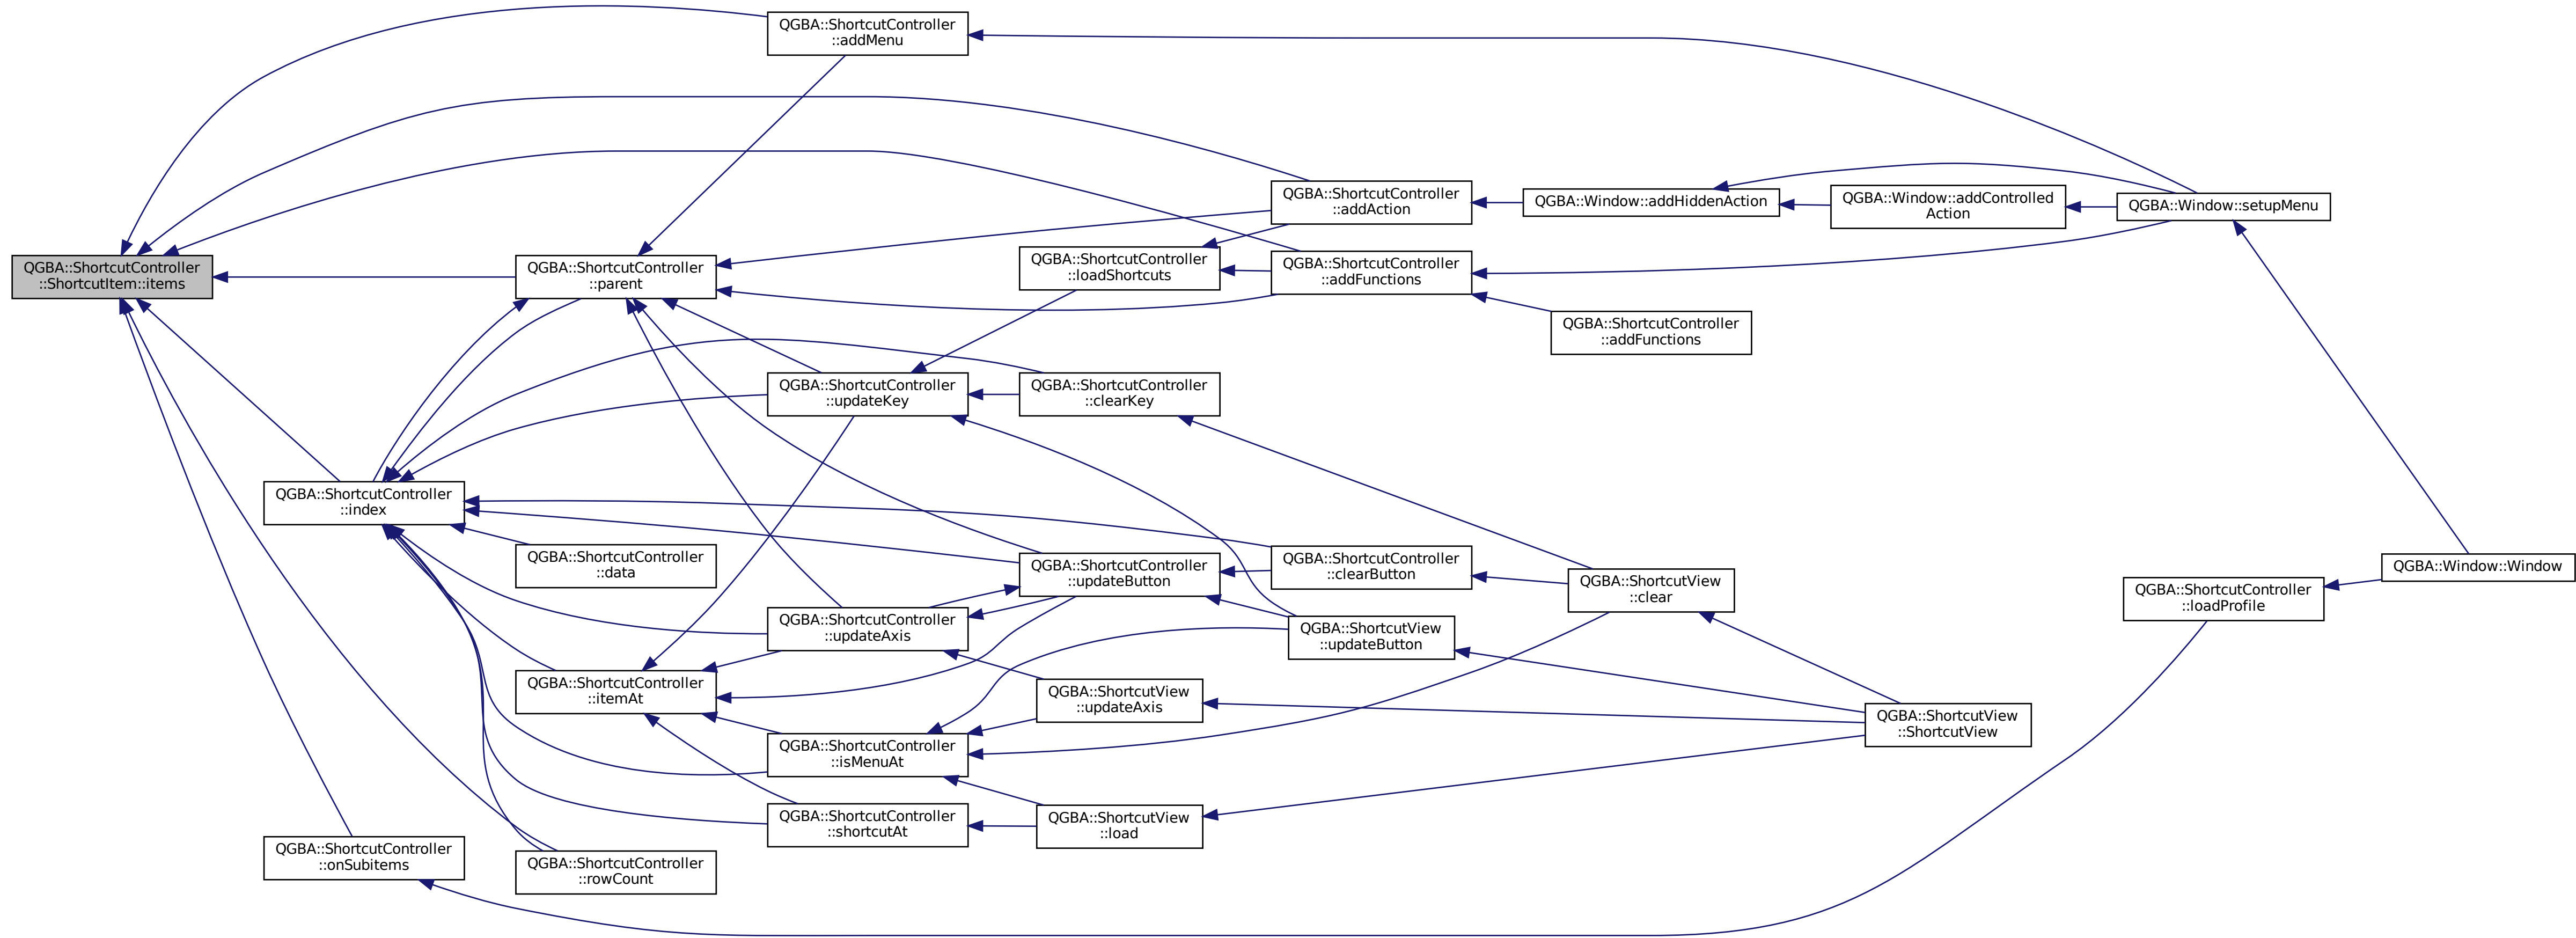 QGBA::ShortcutController
::ShortcutItem::items
QGBA::ShortcutController
::addMenu
QGBA::ShortcutController
::parent
QGBA::ShortcutController
::index
QGBA::ShortcutController
::onSubitems
QGBA::ShortcutController
::data
QGBA::ShortcutController
::itemAt
QGBA::ShortcutController
::rowCount
QGBA::ShortcutController
::updateKey
QGBA::ShortcutController
::updateAxis
QGBA::ShortcutController
::isMenuAt
QGBA::ShortcutController
::shortcutAt
QGBA::ShortcutController
::loadShortcuts
QGBA::ShortcutController
::clearKey
QGBA::ShortcutController
::updateButton
QGBA::ShortcutView
::updateAxis
QGBA::ShortcutView
::load
QGBA::ShortcutController
::addAction
QGBA::ShortcutController
::addFunctions
QGBA::ShortcutController
::clearButton
QGBA::ShortcutView
::updateButton
QGBA::Window::addHiddenAction
QGBA::ShortcutController
::addFunctions
QGBA::ShortcutView
::clear
QGBA::Window::addControlled
Action
QGBA::ShortcutView
::ShortcutView
QGBA::Window::setupMenu
QGBA::ShortcutController
::loadProfile
QGBA::Window::Window